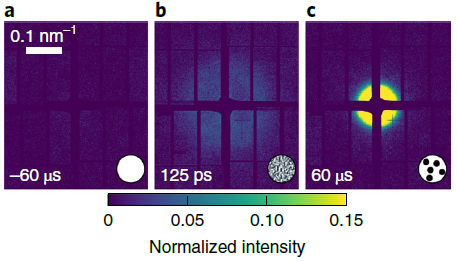 a b c
0.1 nm⁻¹
–60 µs 125 ps 60 µs
0 0.05 0.10 0.15
Normalized intensity